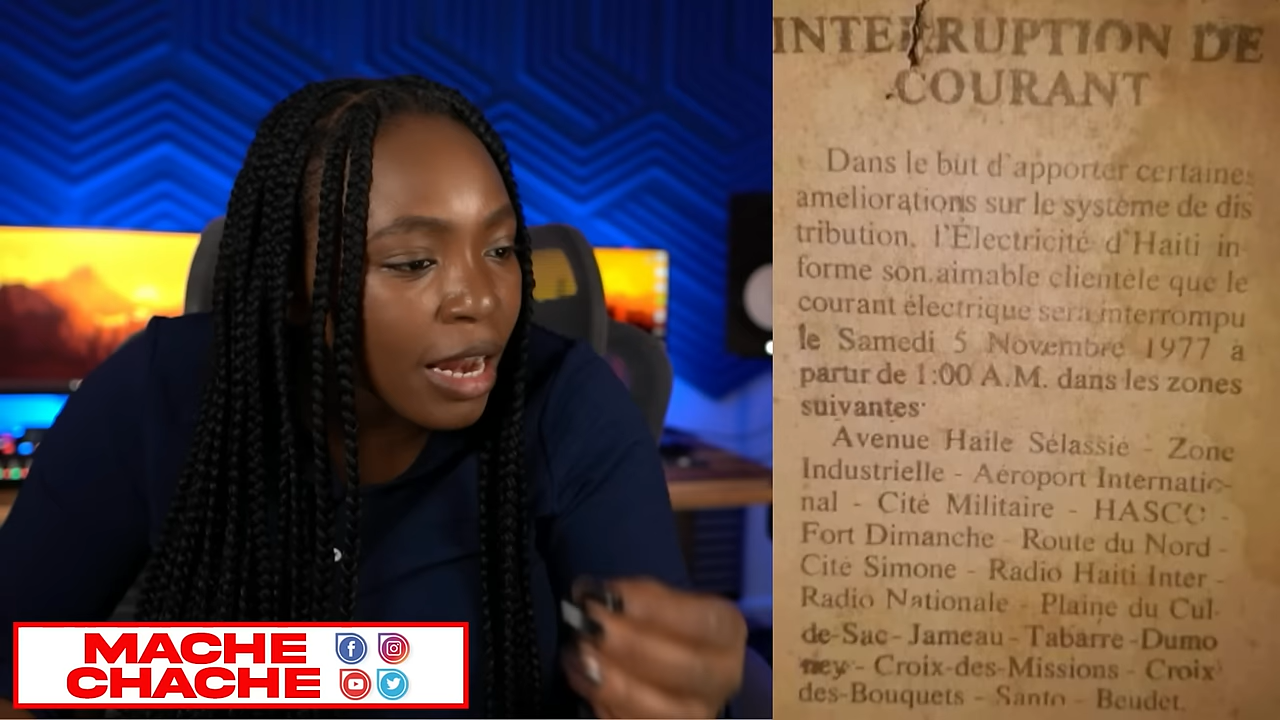 MACHE
CHACHE
INTERRUPTION DE
COURANT
Dans le but d'apporter certaines
ameliorations sur le système de dis
tribution, l'Électricité d'Haiti in-
forme son aimable clientèle que le
courant électrique sera interrompu
le Samedi 5 Novembre 1977 à
partir de 1:00 A.M. dans les zones
suivantes:
Avenue Haile Sélassié - Zone
Industrielle - Aéroport Internatio-
nal - Cité Militaire - HASCO -
Fort Dimanche - Route du Nord -
Cité Simone - Radio Haiti Inter -
Radio Nationale - Plaine du Cul-
de-Sac - Jameau - Tabarre - Dumo
ney - Croix-des-Missions - Croix
des-Bouquets - Santo - Beudet.